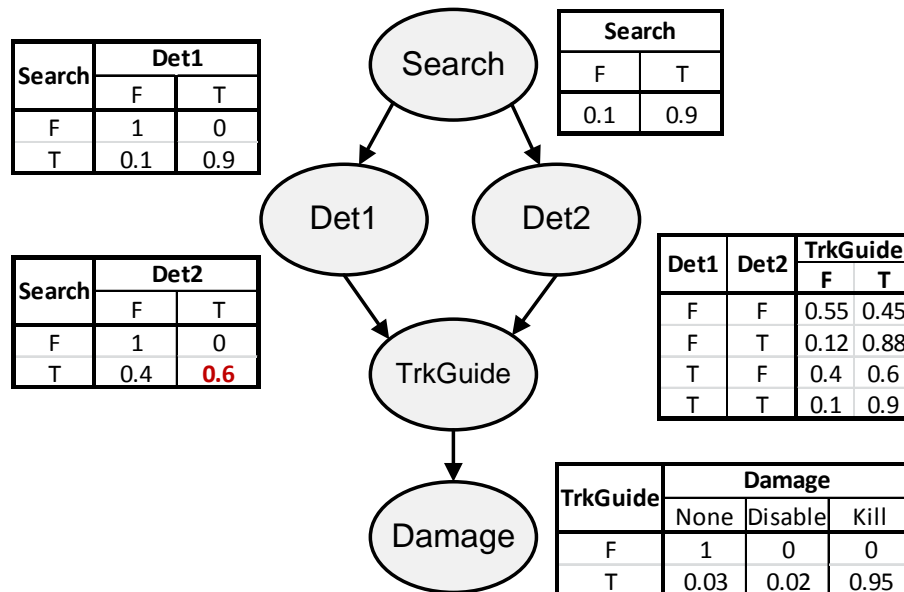 Search
Search
F T
0.1 0.9
Search Det1
F T
F 1 0
T 0.1 0.9
Det1
Det2
Search Det2
F T
F 1 0
T 0.4 0.6
Det1 Det2 TrkGuide
F T
F F 0.55 0.45
F T 0.12 0.88
T F 0.4 0.6
T T 0.1 0.9
TrkGuide
Damage
TrkGuide Damage
None Disable Kill
F 1 0 0
T 0.03 0.02 0.95